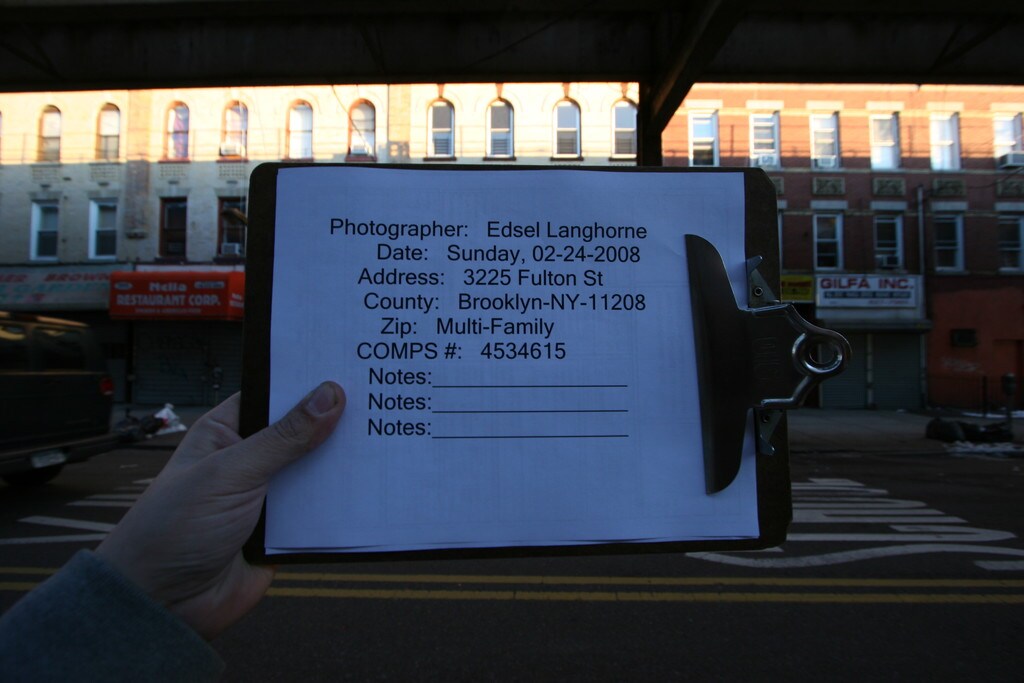 Photographer: Edsel Langhorne
Date: Sunday, 02-24-2008
Address: 3225 Fulton St
County: Brooklyn-NY-11208
Zip: Multi-Family
COMPS #: 4534615
Notes:
Notes:
Notes:
RESTAURANT CORP.
GILFA INC.